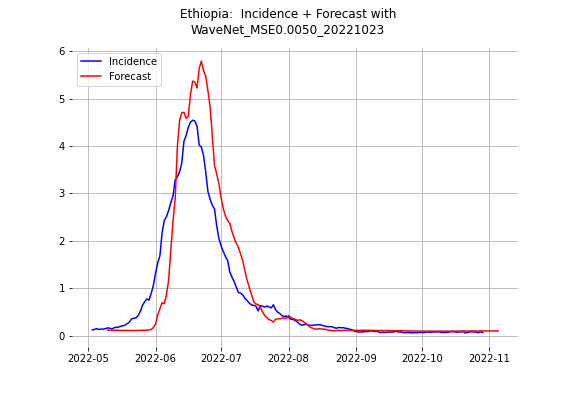 Ethiopia:  Incidence + Forecast with
WaveNet_MSE0.0050_20221023
Incidence
Forecast
6
5
4
3
2
1
0
2022-05 2022-06 2022-07 2022-08 2022-09 2022-10 2022-11